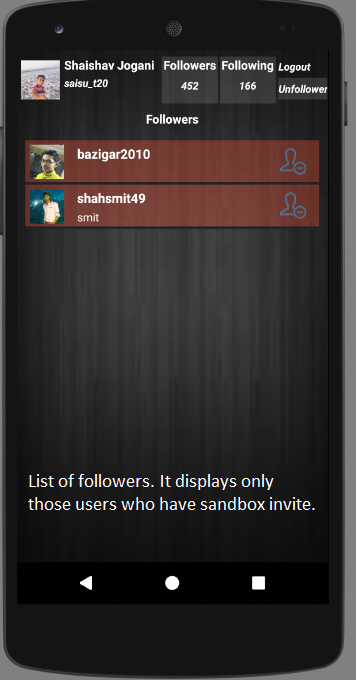 Shaishav Jogani
saisu_t20
Followers
452
Following
166
Logout
Unfollower
Followers
bazigar2010
shahsmit49
smit
List of followers. It displays only
those users who have sandbox invite.